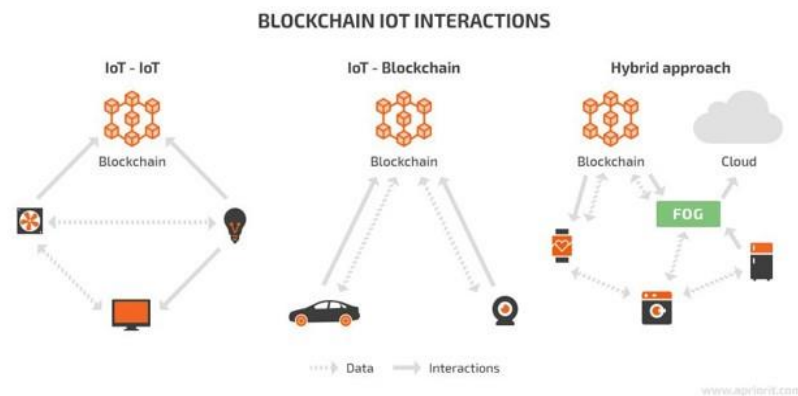 BLOCKCHAIN IOT INTERACTIONS
IoT - IoT
IoT - Blockchain
Hybrid approach
Blockchain
Blockchain
Blockchain
Cloud
FOG
Data
Interactions
www.apriorit.com